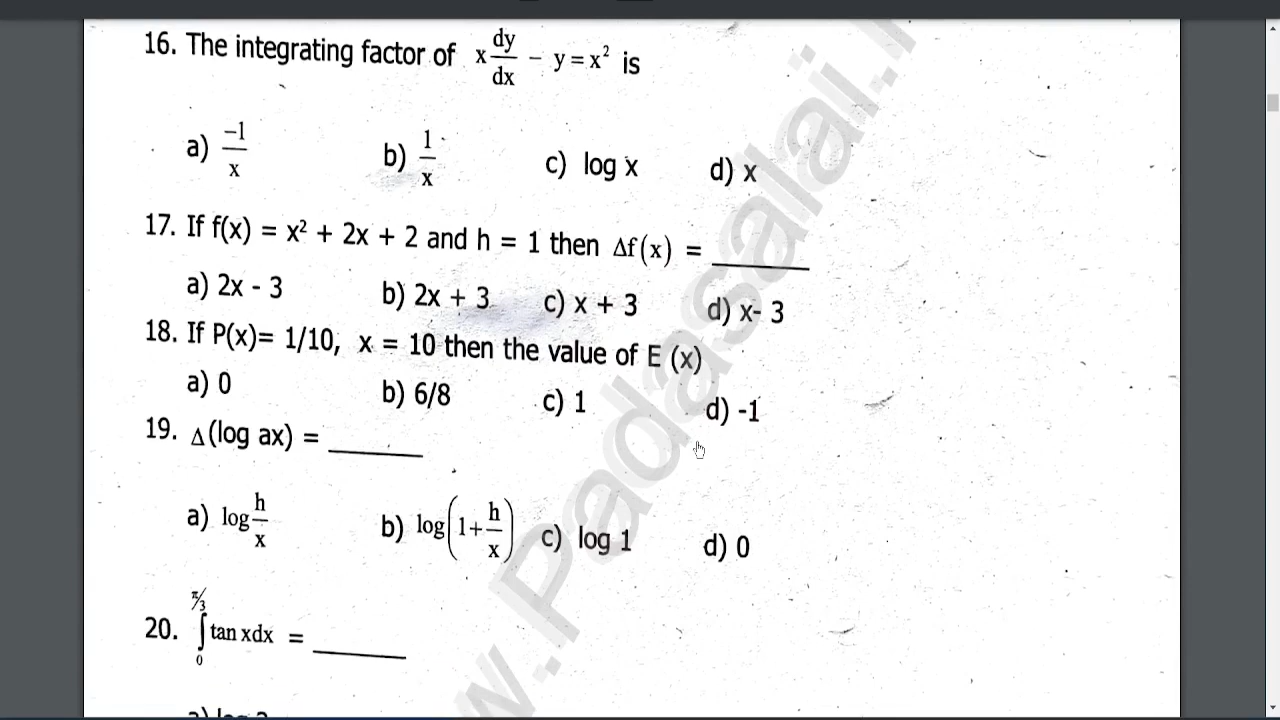 16. The integrating factor of x dy/dx − y = x² is
a) −1/x b) 1/x c) log x d) x
17. If f(x) = x² + 2x + 2 and h = 1 then Δf(x) = ______
a) 2x - 3 b) 2x + 3 c) x + 3 d) x- 3
18. If P(x)= 1/10, x = 10 then the value of E (x)
a) 0 b) 6/8 c) 1 d) -1
19. Δ(log ax) = ______
a) log h/x b) log(1+h/x) c) log 1 d) 0
20. ∫₀^(π/3) tan xdx = ______
w.Padasalai.